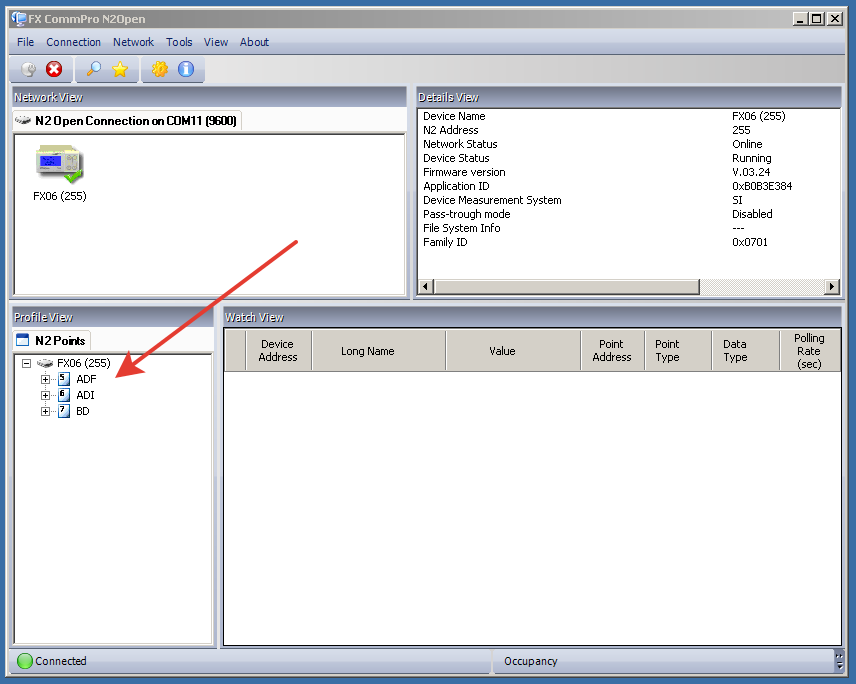 FX CommPro N2Open
File Connection Network Tools View About
Network View
N2 Open Connection on COM11 (9600)
FX06 (255)
Details View
Device Name FX06 (255)
N2 Address 255
Network Status Online
Device Status Running
Firmware version V.03.24
Application ID 0xB0B3E384
Device Measurement System SI
Pass-trough mode Disabled
File System Info ---
Family ID 0x0701
Profile View
N2 Points
FX06 (255)
5 ADF
6 ADI
7 BD
Watch View
Device Address Long Name Value Point Address Point Type Data Type Polling Rate (sec)
Connected Occupancy